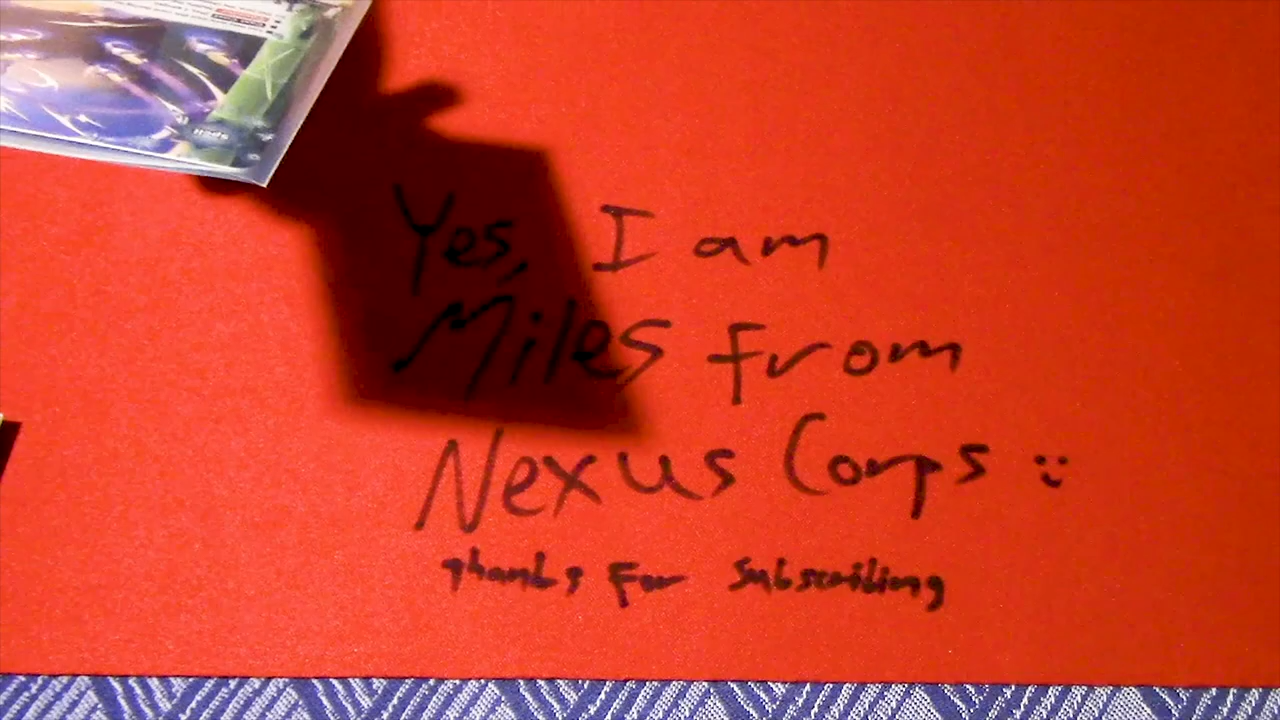 Yes, I am
Miles from
Nexus Corps :)
thanks for subscribing